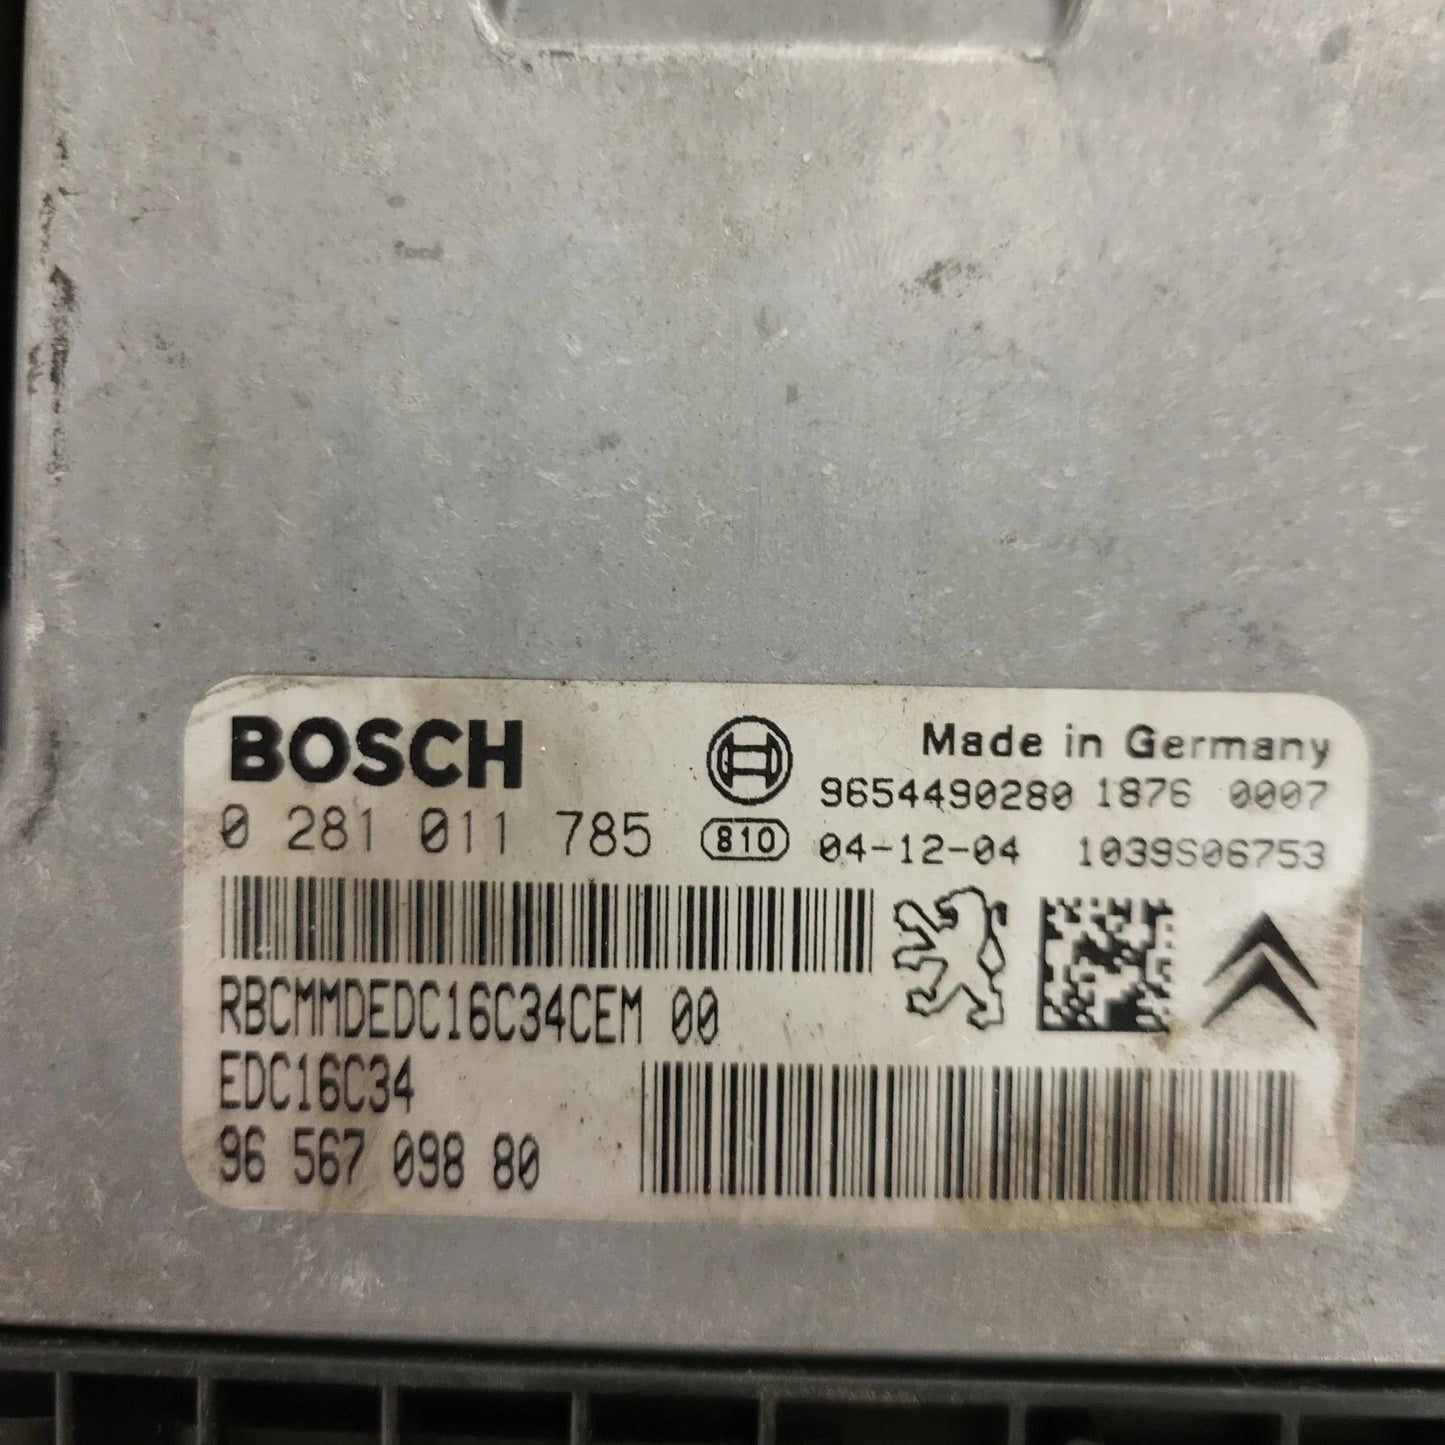 BOSCH
Made in Germany
9654490280 1876 0007
0 281 011 785
810
04-12-04 1039S06753
RBCMMDEDC16C34CEM 00
EDC16C34
96 567 098 80